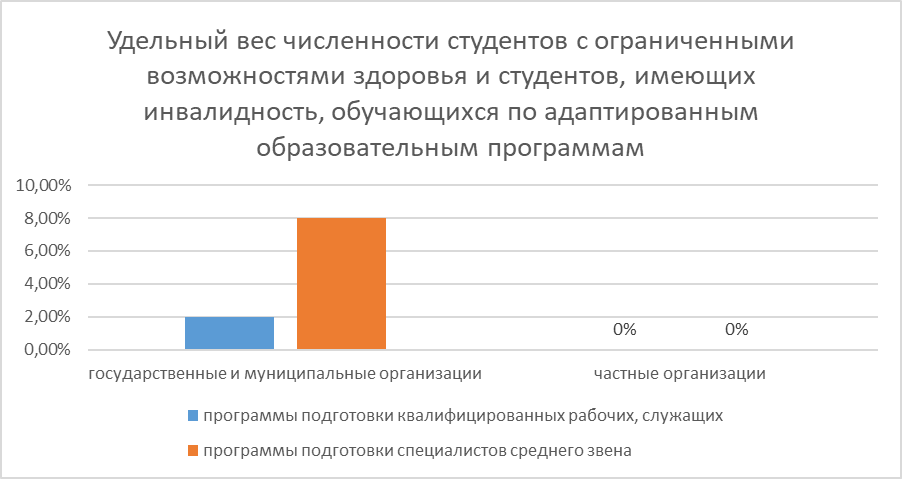 Удельный вес численности студентов с ограниченными
возможностями здоровья и студентов, имеющих
инвалидность, обучающихся по адаптированным
образовательным программам
10,00%
8,00%
6,00%
4,00%
2,00%
0,00%
0%
0%
государственные и муниципальные организации
частные организации
программы подготовки квалифицированных рабочих, служащих
программы подготовки специалистов среднего звена